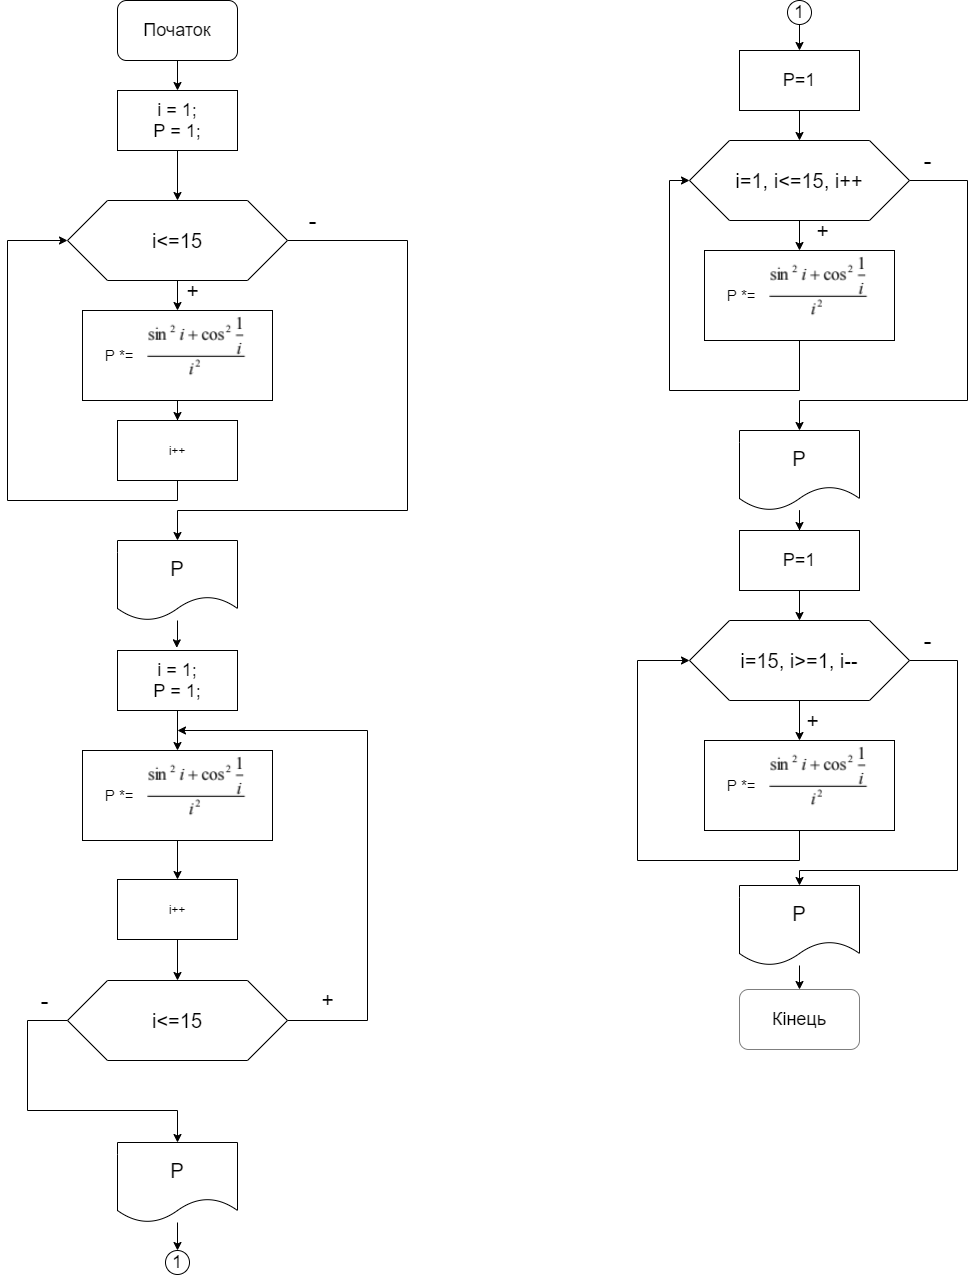 Початок
i = 1;
P = 1;
i<=15
-
+
P *= sin² i + cos² 1/i
i²
i++
P
i = 1;
P = 1;
P *= sin² i + cos² 1/i
i²
i++
i<=15
-
+
P
1
1
P=1
i=1, i<=15, i++
-
+
P *= sin² i + cos² 1/i
i²
P
P=1
i=15, i>=1, i--
-
+
P *= sin² i + cos² 1/i
i²
P
Кінець